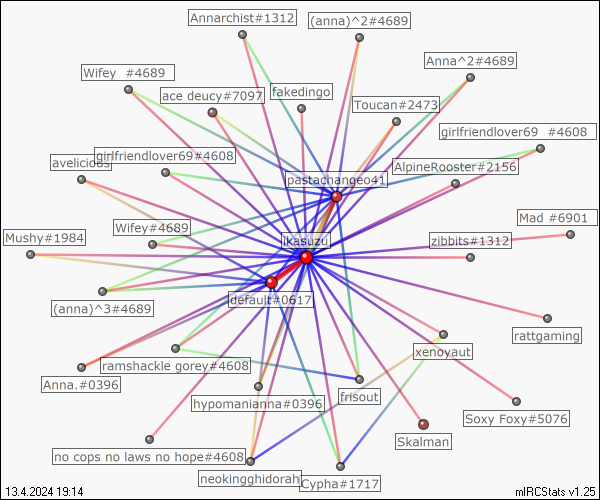 Annarchist#1312
(anna)^2#4689
Anna^2#4689
Wifey #4689
ace deucy#7097
fakedingo
Toucan#2473
girlfriendlover69 #4608
avelicious
girlfriendlover69#4608
AlpineRooster#2156
pastachangeo41
Mad #6901
Wifey#4689
Mushy#1984
ikasuzu
zibbits#1312
default#0617
(anna)^3#4689
rattgaming
xenoyaut
ramshackle gorey#4608
Anna.#0396
hypomanianna#0396
frisout
Soxy Foxy#5076
Skalman
no cops no laws no hope#4608
neokingghidorah
Cypha#1717
13.4.2024 19:14
mIRCStats v1.25